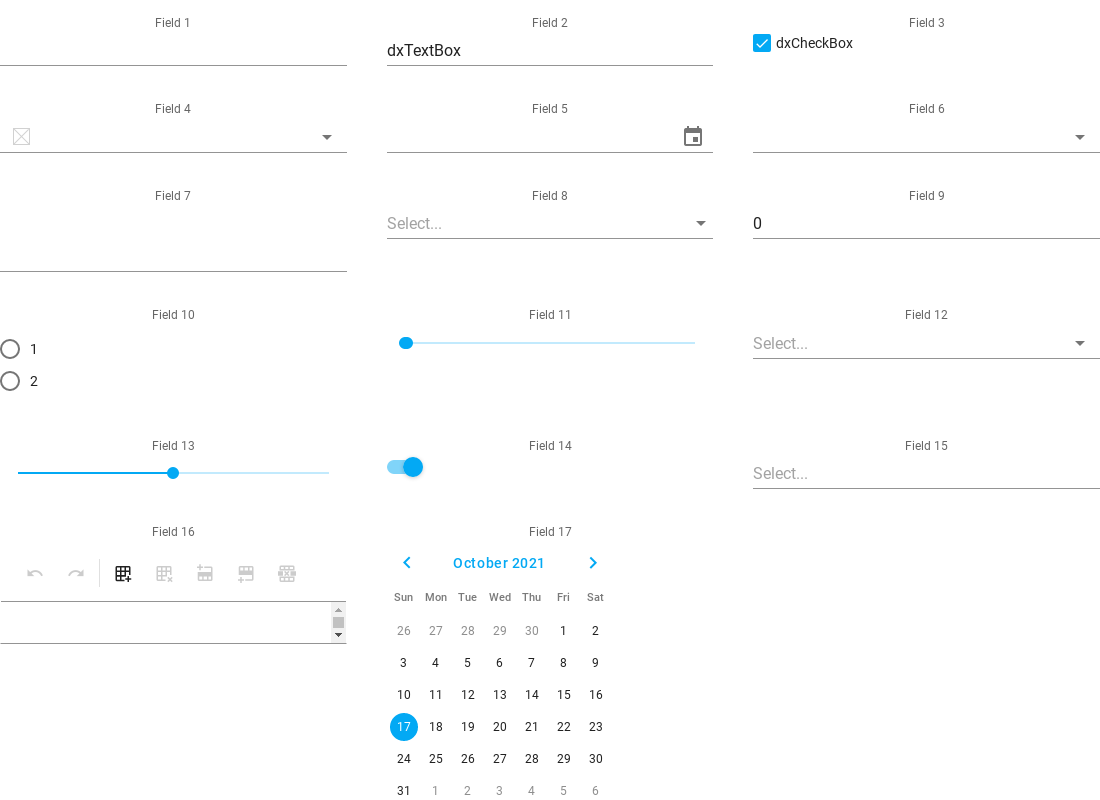 Field 1
Field 2
Field 3
dxTextBox
dxCheckBox
Field 4
Field 5
Field 6
Field 7
Field 8
Field 9
Select...
0
Field 10
Field 11
Field 12
1
2
Select...
Field 13
Field 14
Field 15
Select...
Field 16
Field 17
October 2021
Sun Mon Tue Wed Thu Fri Sat
26 27 28 29 30 1 2
3 4 5 6 7 8 9
10 11 12 13 14 15 16
17 18 19 20 21 22 23
24 25 26 27 28 29 30
31 1 2 3 4 5 6